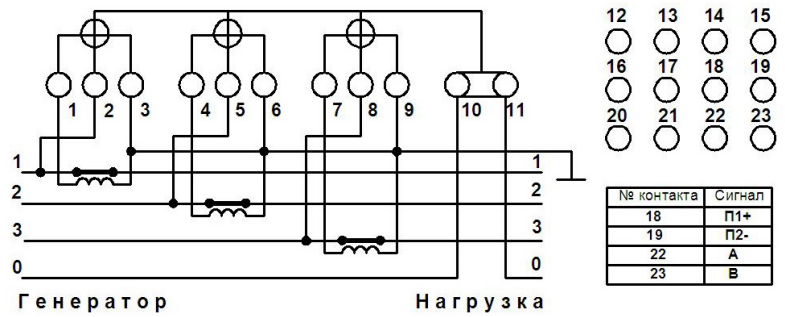 12 13 14 15
16 17 18 19
20 21 22 23
1 2 3 4 5 6 7 8 9 10 11
1 1
2 2
3 3
0 0
Генератор Нагрузка
№ контакта Сигнал
18 П1+
19 П2-
22 А
23 В